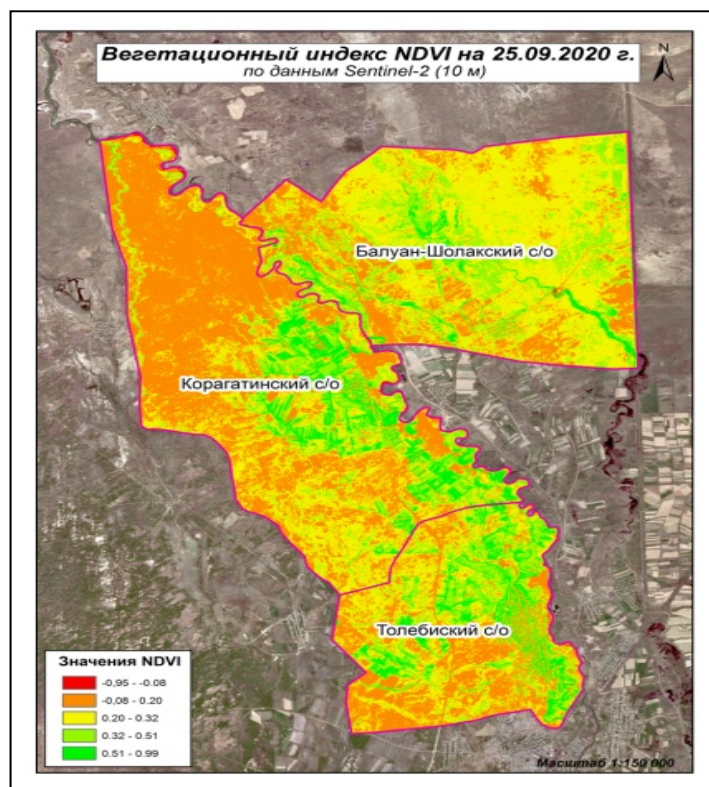 Вегетационный индекс NDVI на 25.09.2020 г.
по данным Sentinel-2 (10 м)
N
Балуан-Шолакский с/о
Корагатинский с/о
Толебиский с/о
Значения NDVI
-0,95 - -0.08
-0,08 - 0.20
0.20 - 0.32
0.32 - 0.51
0.51 - 0.99
Масштаб 1:150 000